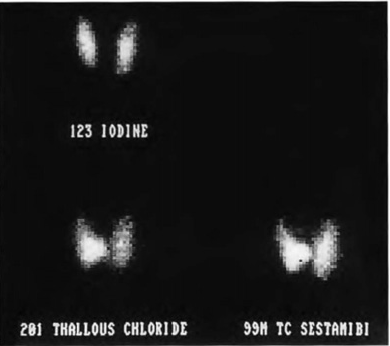 123 IODINE
201 THALLOUS CHLORIDE
99M TC SESTAMIBI